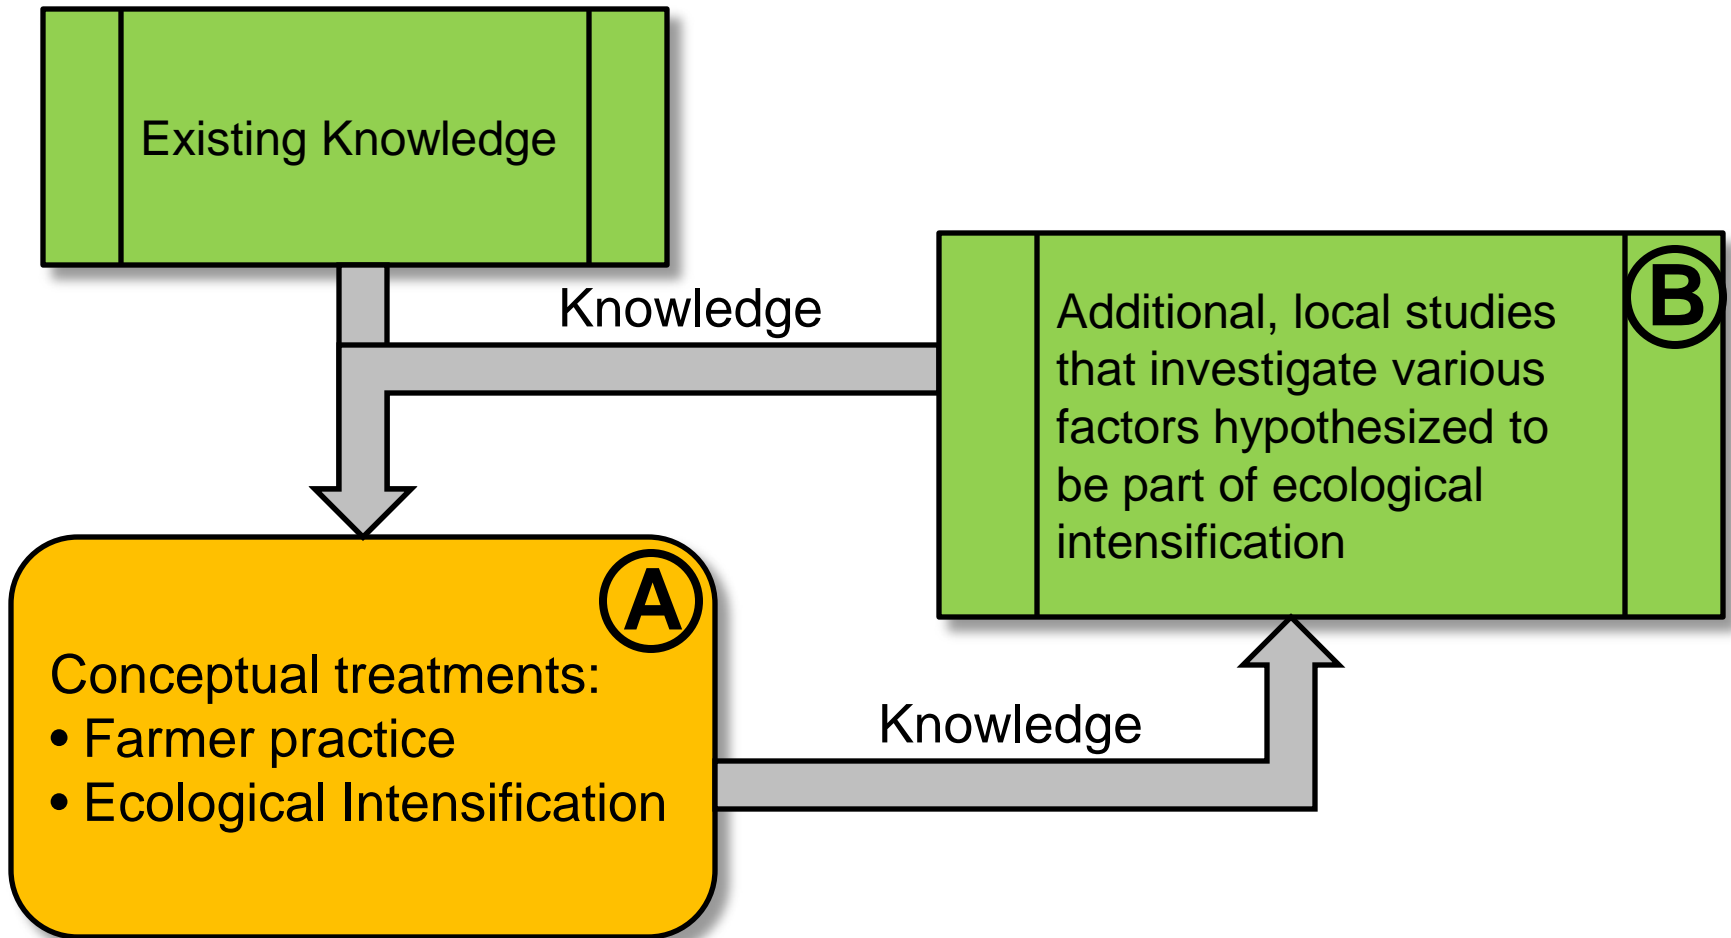 Existing Knowledge
Knowledge
B
Additional, local studies
that investigate various
factors hypothesized to
be part of ecological
intensification
A
Conceptual treatments:
• Farmer practice
• Ecological Intensification
Knowledge